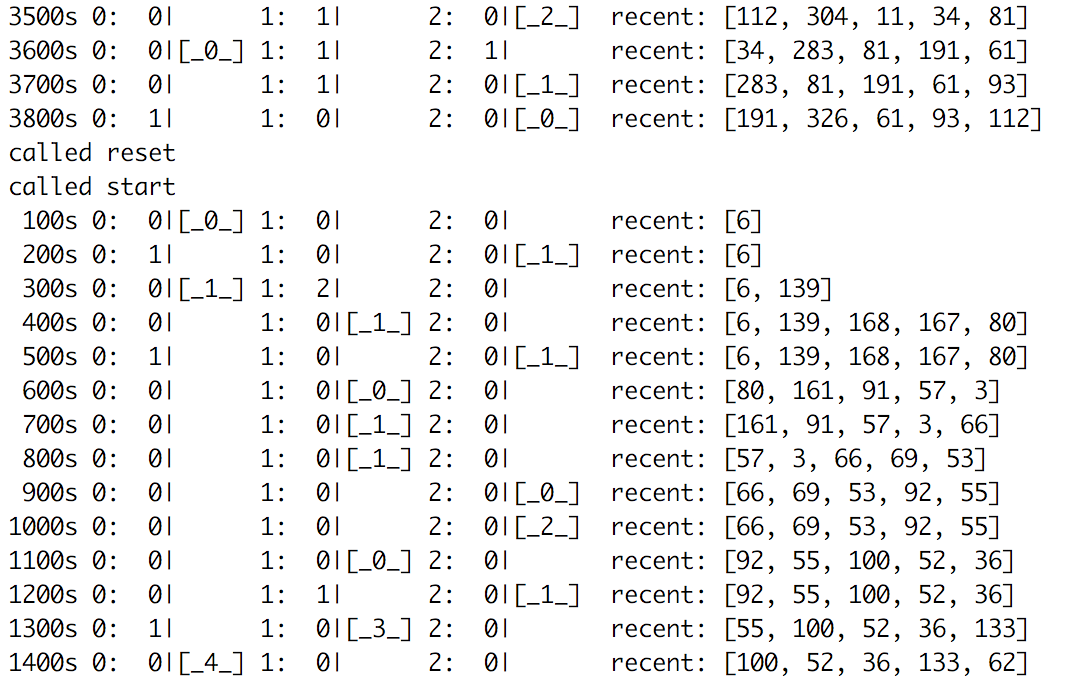 3500s 0:  0|      1:  1|      2:  0|[_2_]  recent: [112, 304, 11, 34, 81]
3600s 0:  0|[_0_] 1:  1|      2:  1|       recent: [34, 283, 81, 191, 61]
3700s 0:  0|      1:  1|      2:  0|[_1_]  recent: [283, 81, 191, 61, 93]
3800s 0:  1|      1:  0|      2:  0|[_0_]  recent: [191, 326, 61, 93, 112]
called reset
called start
 100s 0:  0|[_0_] 1:  0|      2:  0|       recent: [6]
 200s 0:  1|      1:  0|      2:  0|[_1_]  recent: [6]
 300s 0:  0|[_1_] 1:  2|      2:  0|       recent: [6, 139]
 400s 0:  0|      1:  0|[_1_] 2:  0|       recent: [6, 139, 168, 167, 80]
 500s 0:  1|      1:  0|      2:  0|[_1_]  recent: [6, 139, 168, 167, 80]
 600s 0:  0|      1:  0|[_0_] 2:  0|       recent: [80, 161, 91, 57, 3]
 700s 0:  0|      1:  0|[_1_] 2:  0|       recent: [161, 91, 57, 3, 66]
 800s 0:  0|      1:  0|[_1_] 2:  0|       recent: [57, 3, 66, 69, 53]
 900s 0:  0|      1:  0|      2:  0|[_0_]  recent: [66, 69, 53, 92, 55]
1000s 0:  0|      1:  0|      2:  0|[_2_]  recent: [66, 69, 53, 92, 55]
1100s 0:  0|      1:  0|[_0_] 2:  0|       recent: [92, 55, 100, 52, 36]
1200s 0:  0|      1:  1|      2:  0|[_1_]  recent: [92, 55, 100, 52, 36]
1300s 0:  1|      1:  0|[_3_] 2:  0|       recent: [55, 100, 52, 36, 133]
1400s 0:  0|[_4_] 1:  0|      2:  0|       recent: [100, 52, 36, 133, 62]